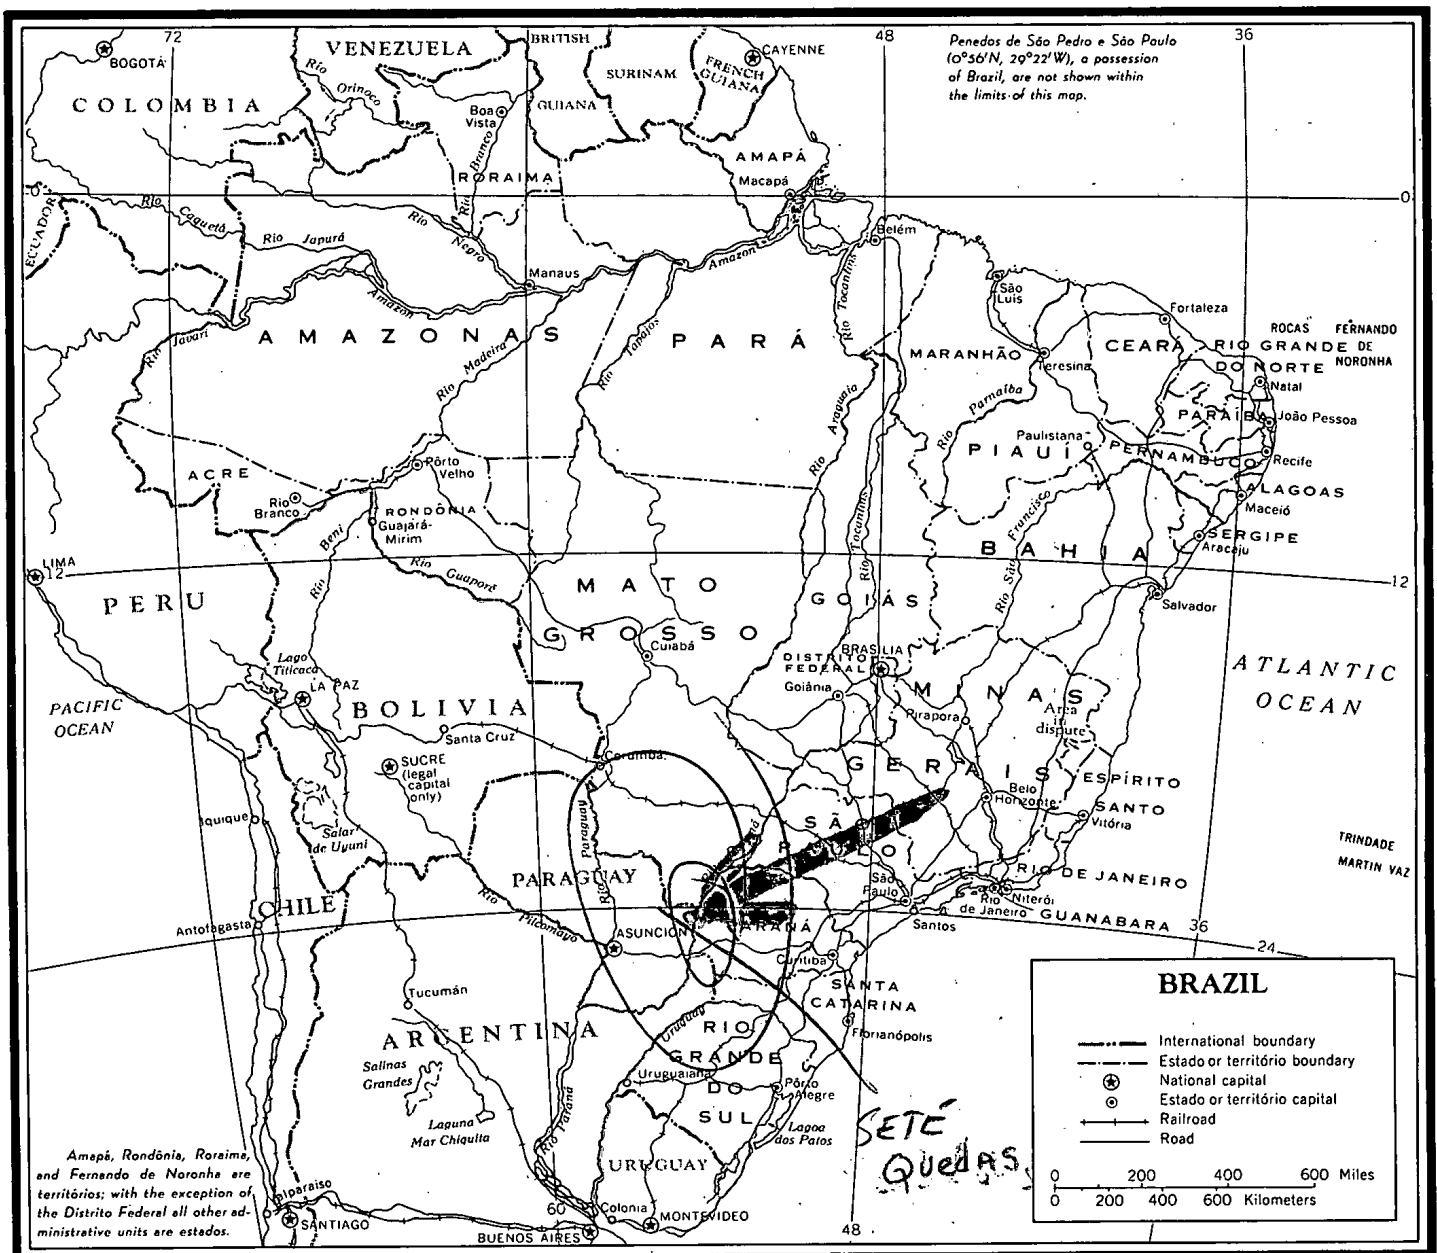 72
48
36
BOGOTÁ
VENEZUELA
BRITISH
GUIANA
SURINAM
FRENCH
GUIANA
CAYENNE
Penedos de São Pedro e São Paulo
(0°56'N, 29°22'W), a possession
of Brazil, are not shown within
the limits of this map.
COLOMBIA
Rio
Orinoco
Boa
Vista
Rio
Branco
RORAIMA
AMAPÁ
Macapá
0
0
ECUADOR
Rio
Caquetá
Rio Japurá
Rio
Negro
Manaus
Amazon
Belém
Amazon
Rio Javari
AMAZONAS
Rio Madeira
Rio
Tapajós
PARÁ
Rio Tocantins
São
Luís
MARANHÃO
Teresina
Fortaleza
CEARÁ
RIO GRANDE
DO NORTE
ROCAS
FERNANDO
DE
NORONHA
Natal
PARAÍBA
João Pessoa
Rio
Parnaíba
Rio
Araguaia
Paulistana
PIAUÍ
PERNAMBUCO
Recife
ACRE
Rio
Branco
Pôrto
Velho
RONDÔNIA
Guajará-
Mirim
ALAGOAS
Maceió
SERGIPE
Aracaju
Rio São Francisco
Rio Tocantins
BAHIA
Salvador
LIMA
12
12
PERU
Rio
Beni
Rio Guaporé
MATO
GROSSO
Cuiabá
GOIÁS
BRASÍLIA
DISTRITO
FEDERAL
Goiânia
Lago
Titicaca
LA PAZ
PACIFIC
OCEAN
ATLANTIC
OCEAN
BOLIVIA
Santa Cruz
SUCRE
(legal
capital
only)
Corumbá
MINAS
GERAIS
Pirapora
Area
in
dispute
Belo
Horizonte
ESPÍRITO
SANTO
Vitória
Iquique
Salar
de Uyuni
Rio
Paraguay
PARAGUAY
SÃO
PAULO
São
Paulo
RIO DE JANEIRO
Rio
de Janeiro
Niterói
GUANABARA
Santos
TRINDADE
MARTIN VAZ
CHILE
Antofagasta
Rio
Pilcomayo
ASUNCIÓN
PARANÁ
Curitiba
36
24
SANTA
CATARINA
Florianópolis
Tucumán
ARGENTINA
Salinas
Grandes
Laguna
Mar Chiquita
Uruguay
RIO
GRANDE
DO
SUL
Uruguaiana
Pôrto
Alegre
Lagoa
dos Patos
Rio Paraná
URUGUAY
SETÉ
QUEDAS
Valparaiso
SANTIAGO
60
BUENOS AIRES
Colonia
MONTEVIDEO
48
Amapá, Rondônia, Roraima,
and Fernando de Noronha are
territórios; with the exception of
the Distrito Federal all other ad-
ministrative units are estados.
BRAZIL
International boundary
Estado or território boundary
National capital
Estado or território capital
Railroad
Road
0 200 400 600 Miles
0 200 400 600 Kilometers